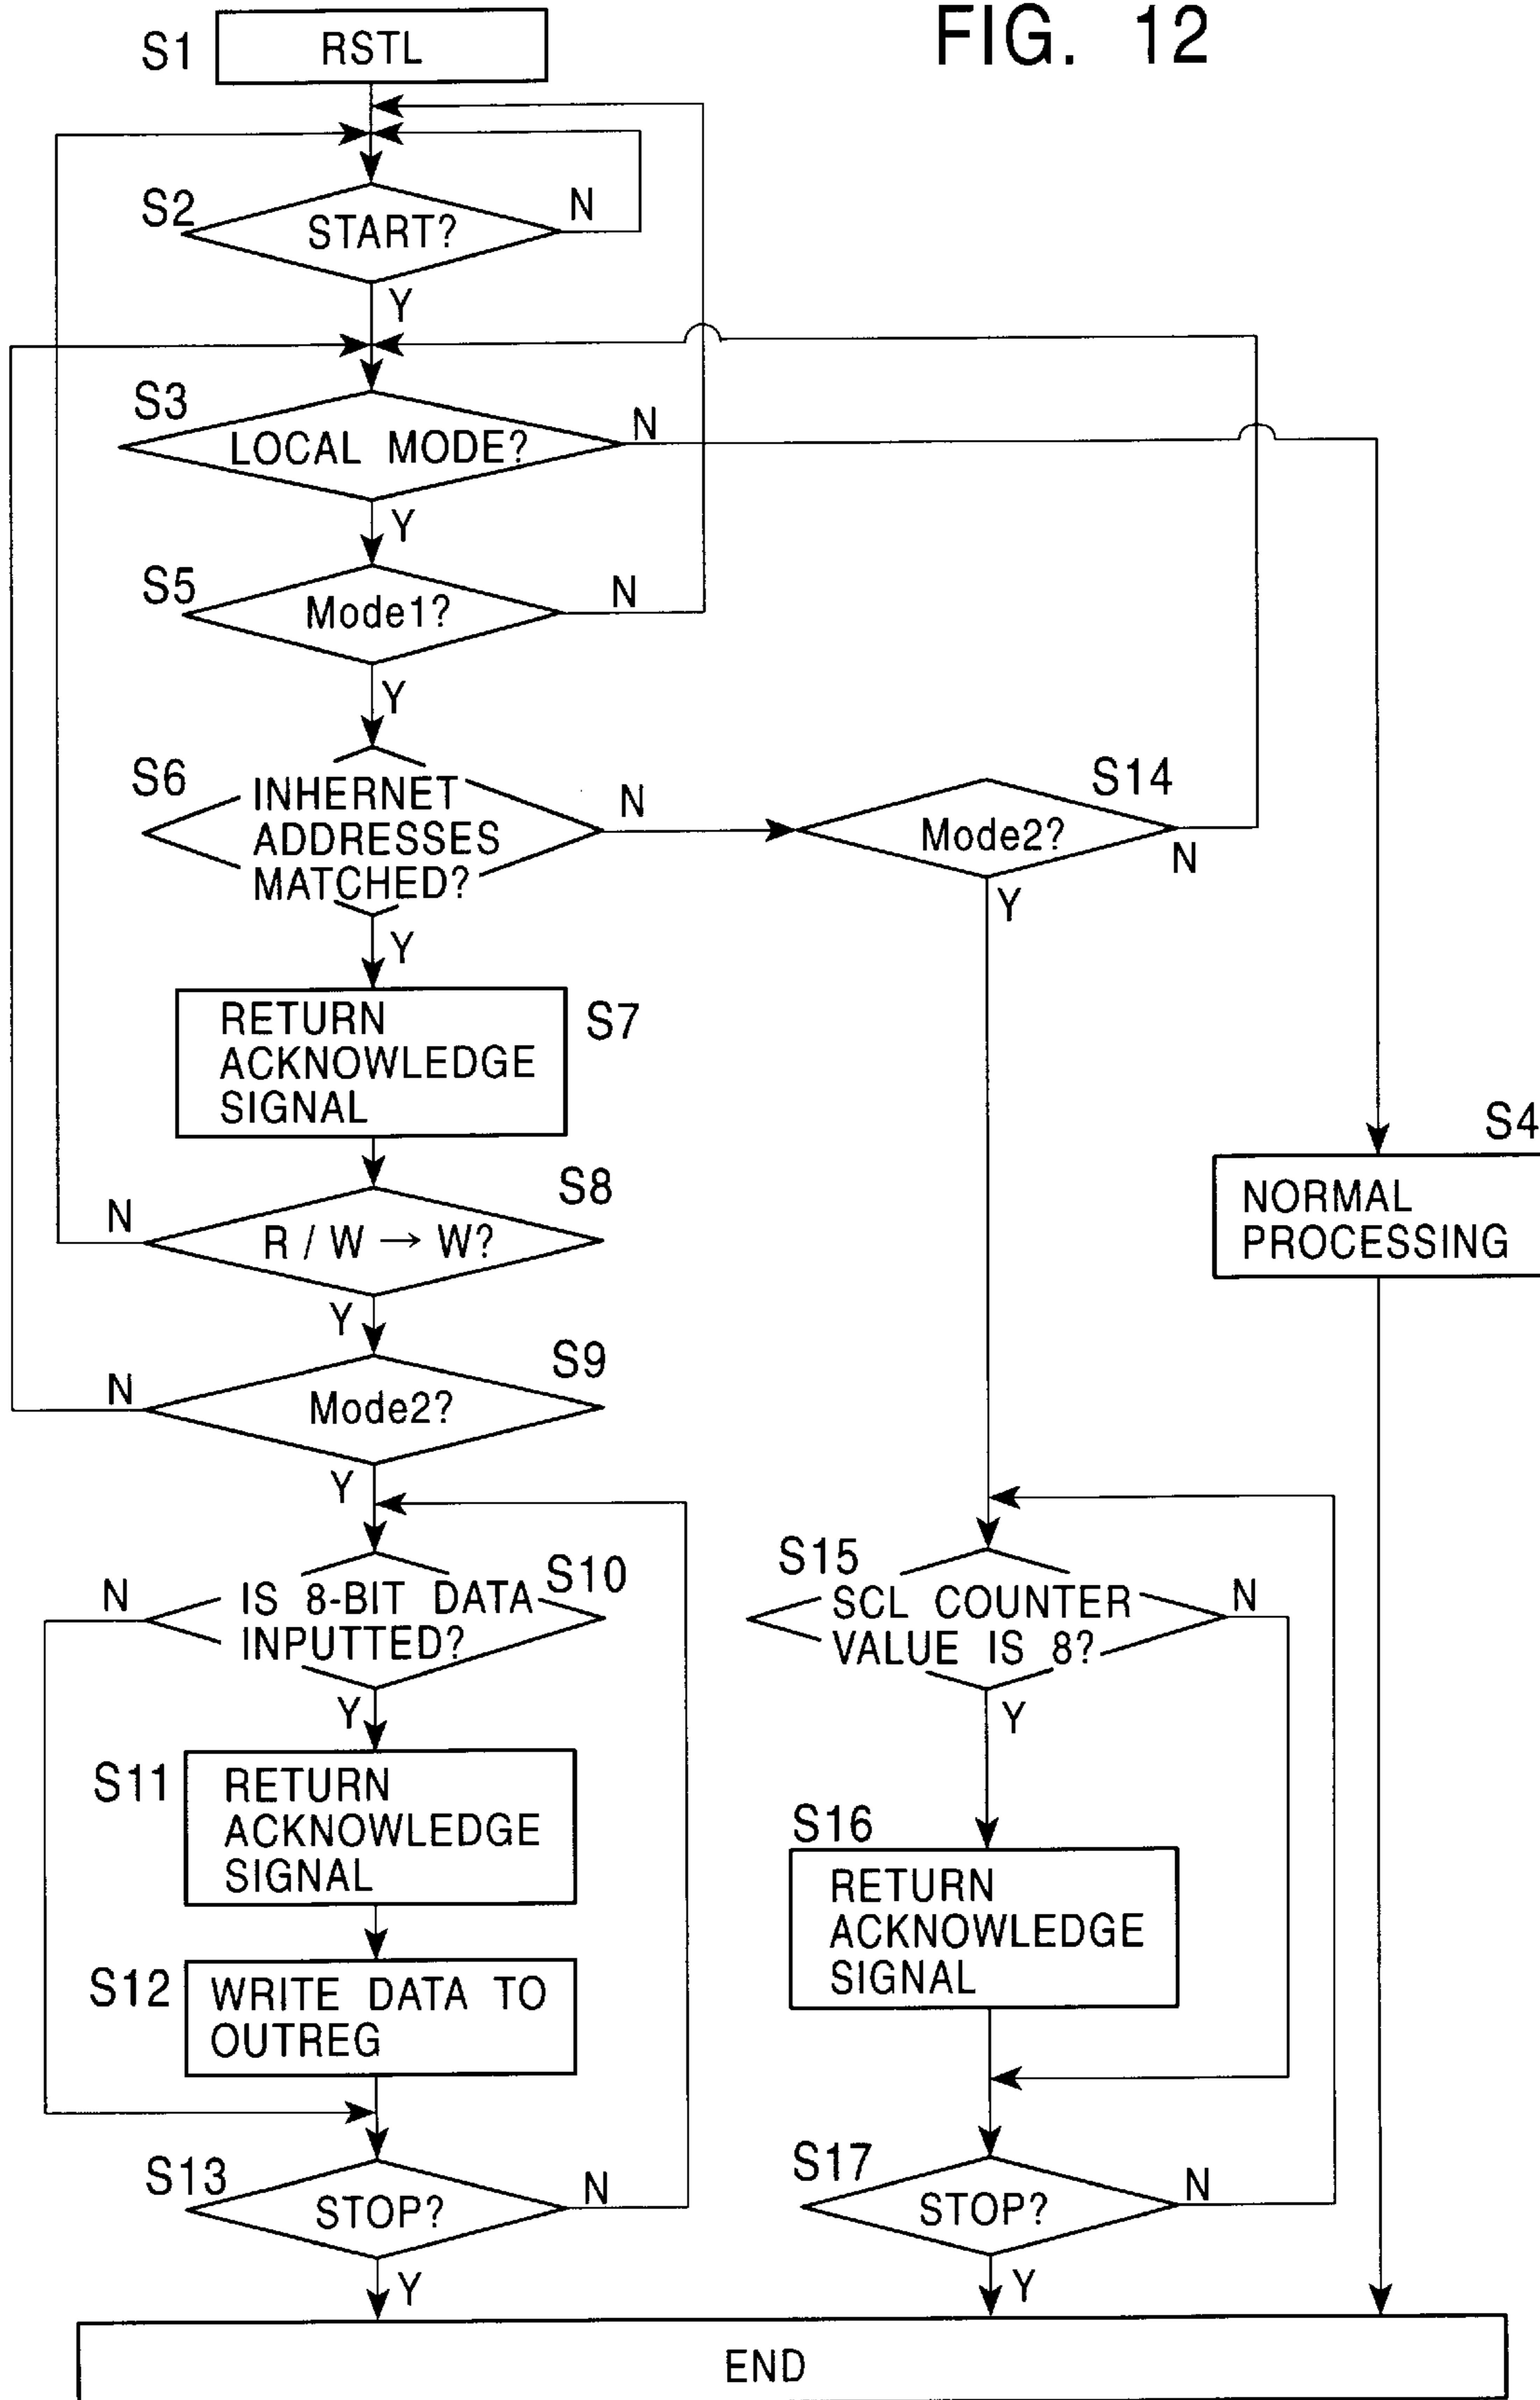 FIG. 12
S1
RSTL
S2
START?
N
Y
S3
LOCAL MODE?
N
Y
S5
Mode1?
N
Y
S6
INHERNET
ADDRESSES
MATCHED?
N
Y
S14
Mode2?
N
Y
RETURN
ACKNOWLEDGE
SIGNAL
S7
S4
NORMAL
PROCESSING
S8
R / W → W?
N
Y
S9
Mode2?
N
Y
S10
IS 8-BIT DATA
INPUTTED?
N
Y
S15
SCL COUNTER
VALUE IS 8?
N
Y
S11
RETURN
ACKNOWLEDGE
SIGNAL
S16
RETURN
ACKNOWLEDGE
SIGNAL
S12
WRITE DATA TO
OUTREG
S13
STOP?
N
Y
S17
STOP?
N
Y
END